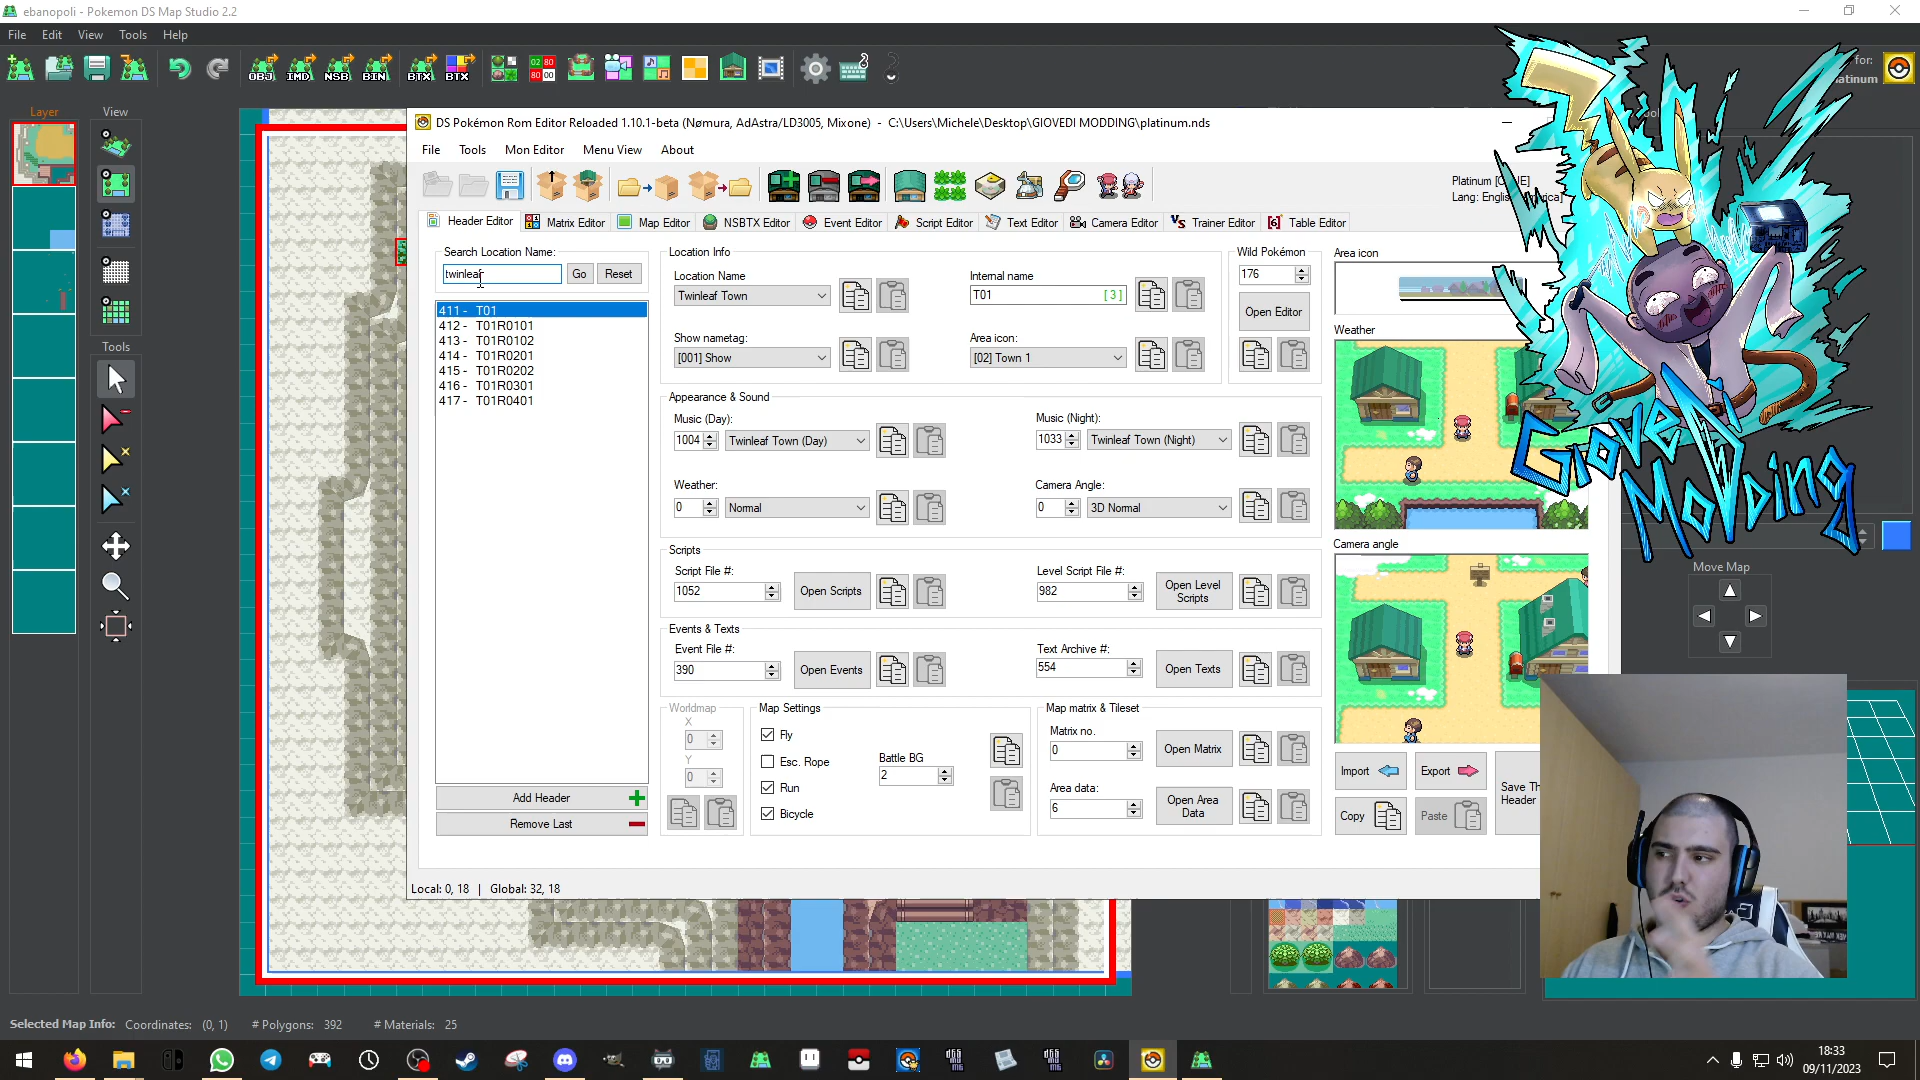 ebanopoli - Pokemon DS Map Studio 2.2
File Edit View Tools Help
OBJ IMD NSB BIN BTX BTX
for:
latinum
Layer
View
Tools
DS Pokémon Rom Editor Reloaded 1.10.1-beta (Nømura, AdAstra/LD3005, Mixone) - C:\Users\Michele\Desktop\GIOVEDI MODDING\platinum.nds
File Tools Mon Editor Menu View About
Platinum
Lang: English
Header Editor Matrix Editor Map Editor NSBTX Editor Event Editor Script Editor Text Editor Camera Editor Trainer Editor Table Editor
Search Location Name:
twinleaf Go Reset
411 - T01
412 - T01R0101
413 - T01R0102
414 - T01R0201
415 - T01R0202
416 - T01R0301
417 - T01R0401
Add Header
Remove Last
Location Info
Location Name
Twinleaf Town
Internal name
T01 [ 3 ]
Show nametag:
[001] Show
Area icon:
[02] Town 1
Wild Pokémon
176
Open Editor
Area icon
Weather
Camera angle
Appearance & Sound
Music (Day):
1004 Twinleaf Town (Day)
Music (Night):
1033 Twinleaf Town (Night)
Weather:
0 Normal
Camera Angle:
0 3D Normal
Scripts
Script File #:
1052 Open Scripts
Level Script File #:
982 Open Level Scripts
Events & Texts
Event File #:
390 Open Events
Text Archive #:
554 Open Texts
Worldmap
X
0
Y
0
Map Settings
Fly
Esc. Rope
Run
Bicycle
Battle BG
2
Map matrix & Tileset
Matrix no.
0 Open Matrix
Area data:
6 Open Area Data
Import Export
Copy Paste
Save Th
Header
Local: 0, 18 | Global: 32, 18
GioveDì
MoDDing
Move Map
Selected Map Info: Coordinates: (0, 1) # Polygons: 392 # Materials: 25
18:33
09/11/2023